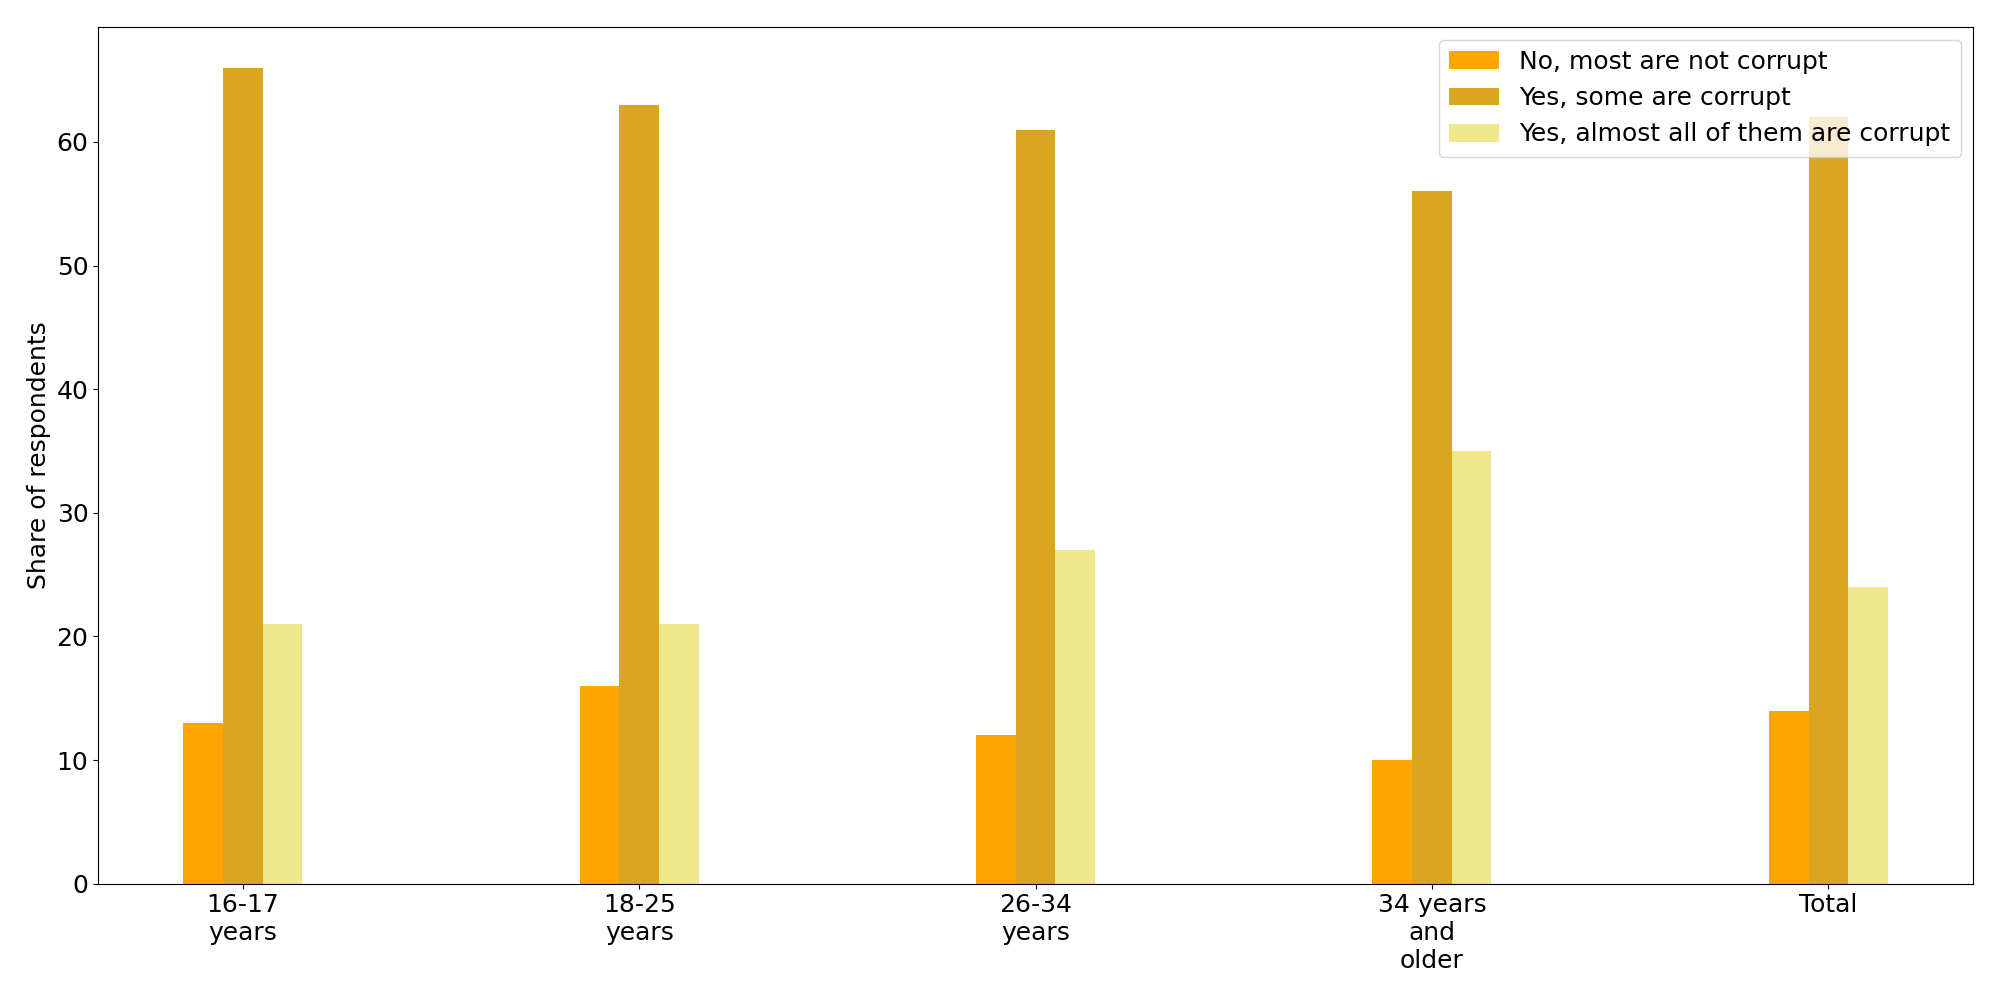 No, most are not corrupt
Yes, some are corrupt
Yes, almost all of them are corrupt
Share of respondents
60
50
40
30
20
10
0
16-17
years
18-25
years
26-34
years
34 years
and
older
Total